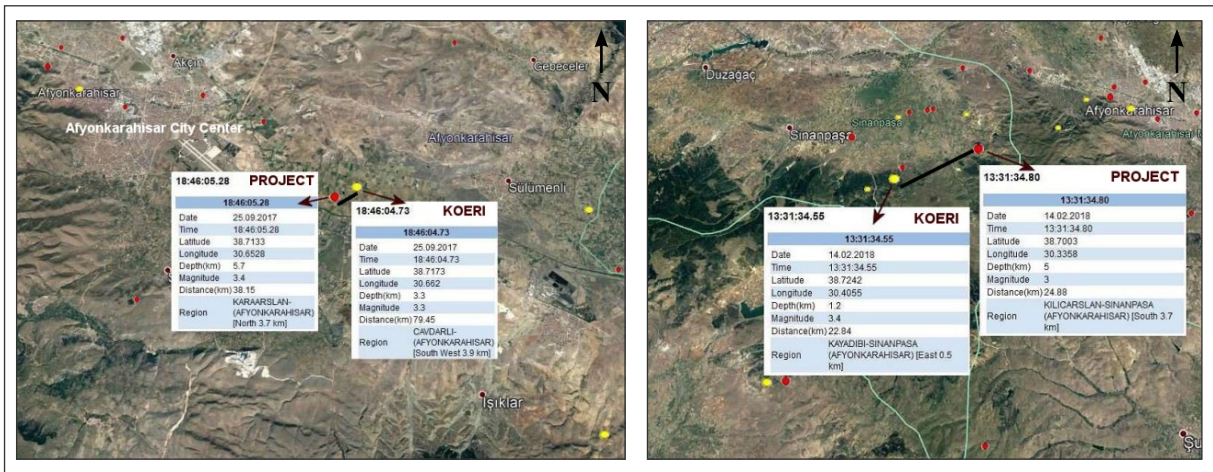 Akçin
Gebeceler
N
Afyonkarahisar
Afyonkarahisar City Center
Afyonkarahisar
Sülümenli
18:46:05.28 PROJECT
18:46:05.28
Date 25.09.2017
Time 18:46:05.28
Latitude 38.7133
Longitude 30.6528
Depth(km) 5.7
Magnitude 3.4
Distance(km) 38.15
Region KARAARSLAN-
(AFYONKARAHISAR)
[North 3.7 km]
18:46:04.73 KOERI
18:46:04.73
Date 25.09.2017
Time 18:46:04.73
Latitude 38.7173
Longitude 30.662
Depth(km) 3.3
Magnitude 3.3
Distance(km) 79.45
Region CAVDARLI-
(AFYONKARAHISAR)
[South West 3.9 km]
Işıklar
N
Duzağaç
Afyonkarahisar
Sinanpaşa
Sinanpaşa
Afyonkarahisar
13:31:34.80 PROJECT
13:31:34.80
Date 14.02.2018
Time 13:31:34.80
Latitude 38.7003
Longitude 30.3358
Depth(km) 5
Magnitude 3
Distance(km) 24.88
Region KILICARSLAN-SINANPASA
(AFYONKARAHISAR) [South 3.7
km]
13:31:34.55 KOERI
13:31:34.55
Date 14.02.2018
Time 13:31:34.55
Latitude 38.7242
Longitude 30.4055
Depth(km) 1.2
Magnitude 3.4
Distance(km) 22.84
Region KAYADIBI-SINANPASA
(AFYONKARAHISAR) [East 0.5
km]
Şu